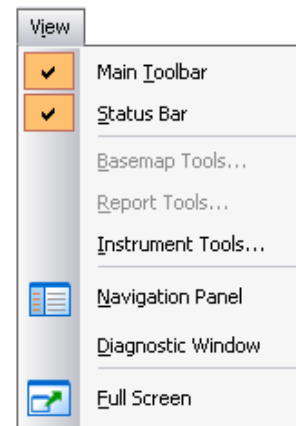 View
Main Toolbar
Status Bar
Basemap Tools...
Report Tools...
Instrument Tools...
Navigation Panel
Diagnostic Window
Full Screen